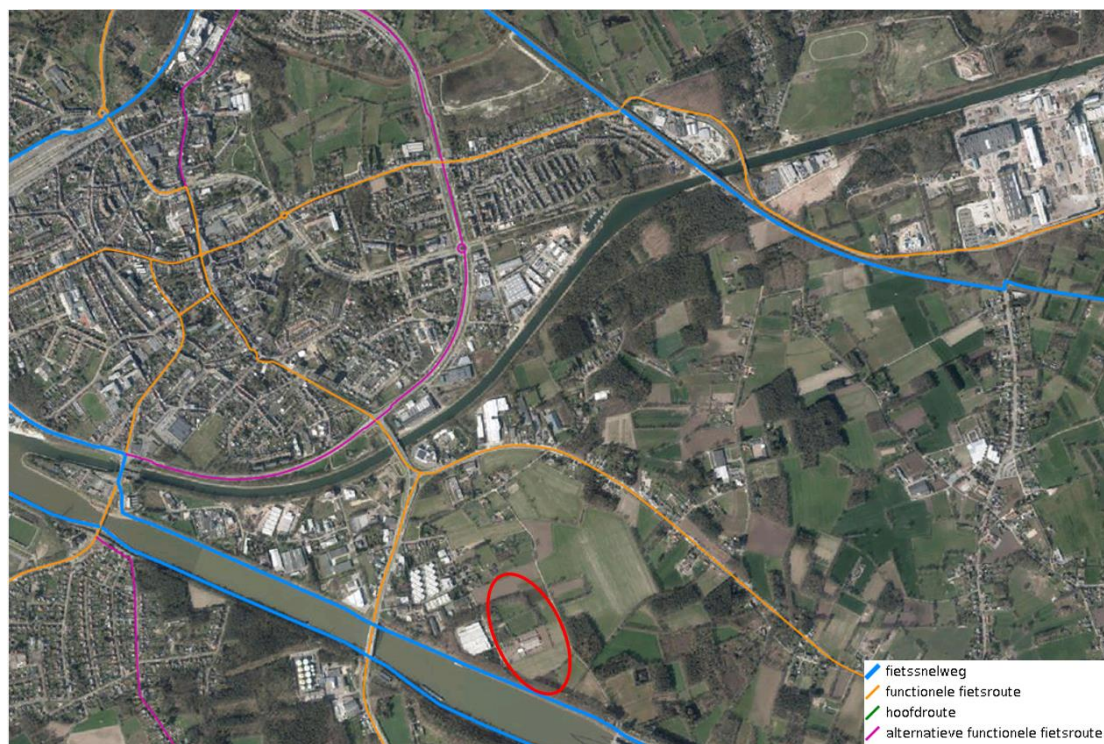 fietssnelweg
functionele fietsroute
hoofdroute
alternatieve functionele fietsroute